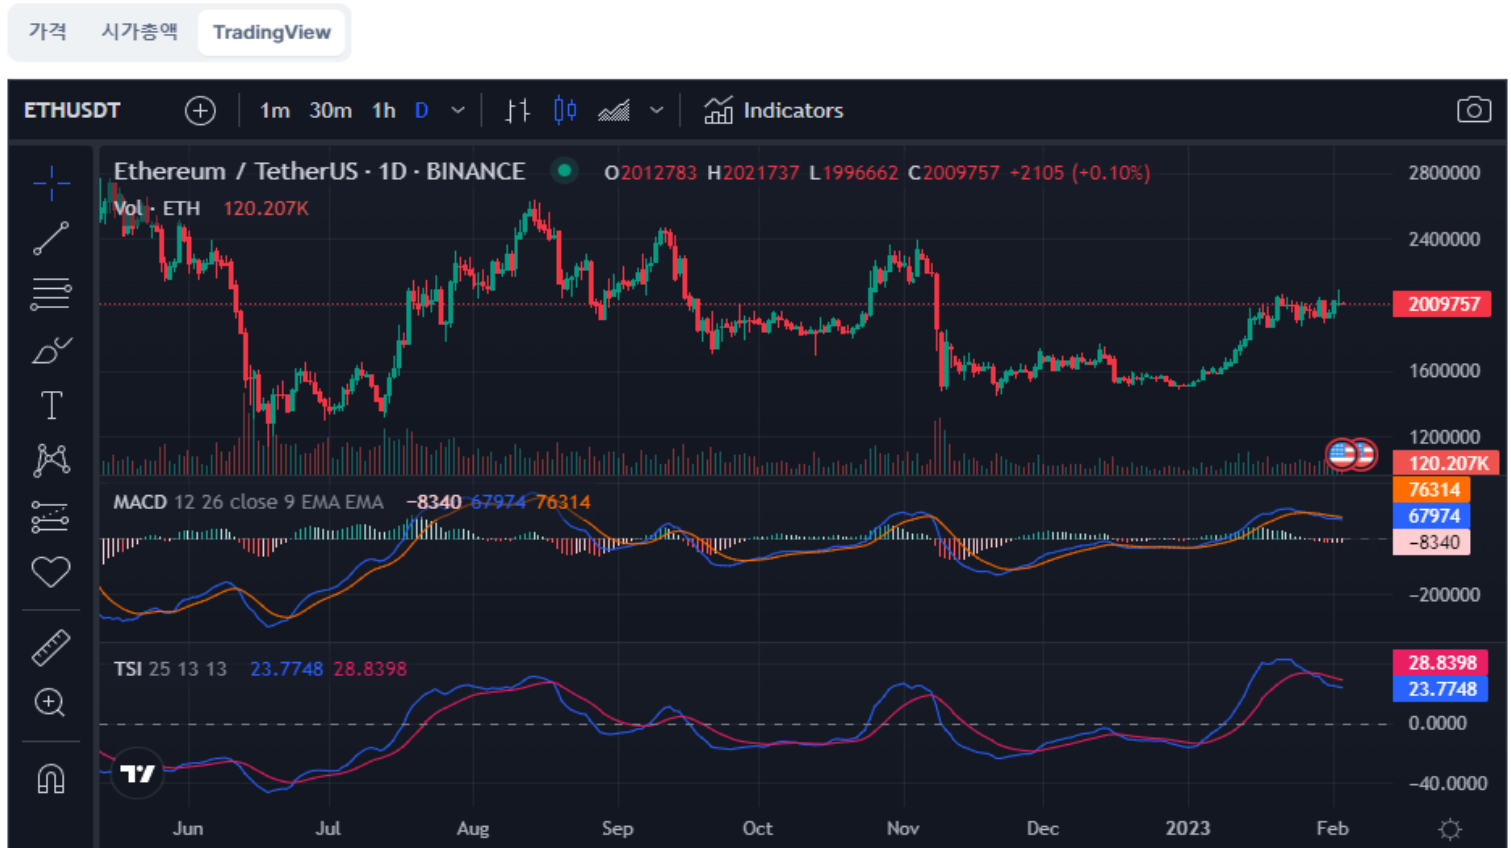 가격 시가총액 TradingView
ETHUSDT 1m 30m 1h D Indicators
Ethereum / TetherUS · 1D · BINANCE O2012783 H2021737 L1996662 C2009757 +2105 (+0.10%)
Vol · ETH 120.207K
2800000
2400000
2009757
1600000
1200000
120.207K
MACD 12 26 close 9 EMA EMA −8340 67974 76314
76314
67974
−8340
−200000
TSI 25 13 13 23.7748 28.8398
28.8398
23.7748
0.0000
−40.0000
Jun Jul Aug Sep Oct Nov Dec 2023 Feb